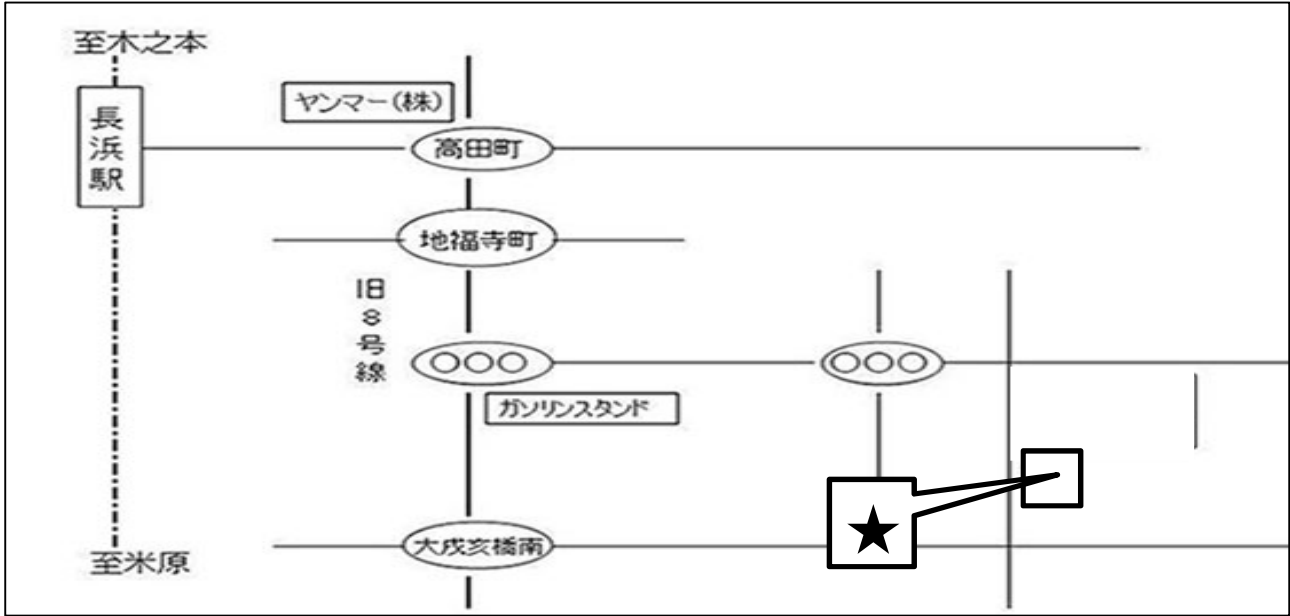 至木之本
ヤンマー(株)
長浜駅
高田町
地福寺町
旧8号線
○○○
○○○
ガソリンスタンド
★
大戌亥橋南
至米原